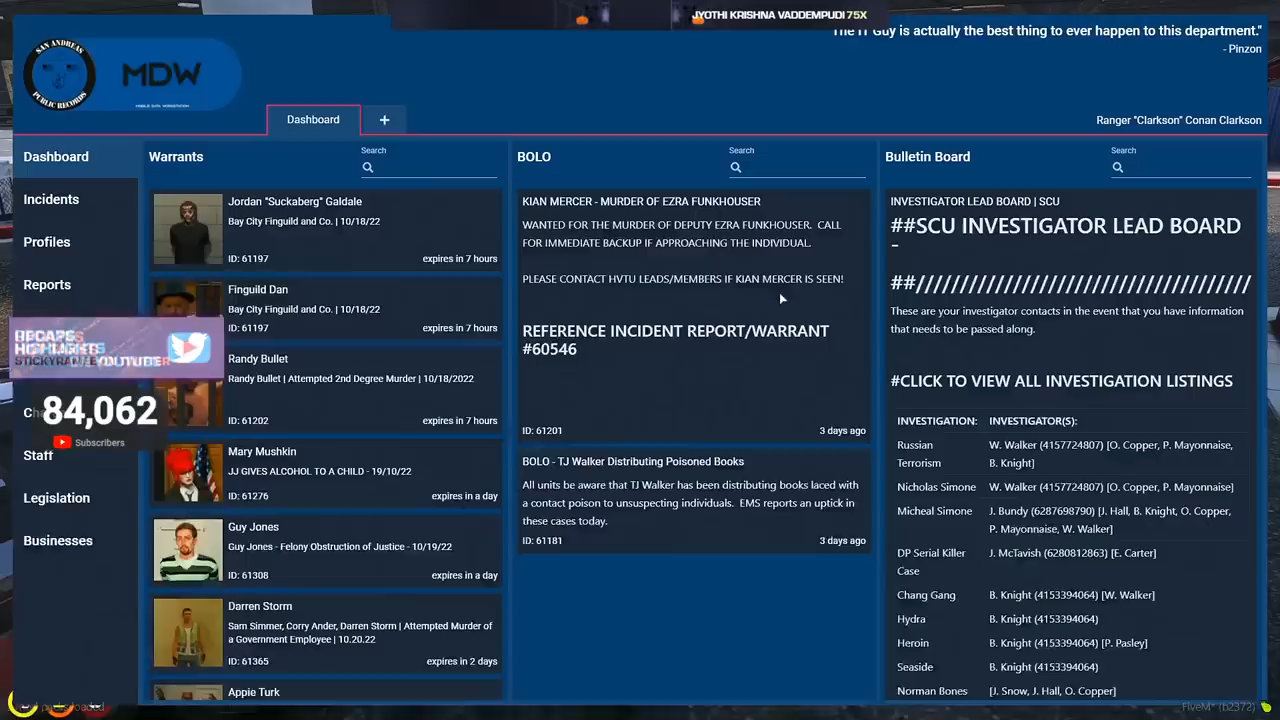 JYOTHI KRISHNA VADDEMPUDI 75X
"The IT Guy is actually the best thing to ever happen to this department."
- Pinzon
SAN ANDREAS
PUBLIC RECORDS
MDW
MOBILE DATA WORKSTATION
Dashboard
+
Ranger "Clarkson" Conan Clarkson
Dashboard
Incidents
Profiles
Reports
Staff
Legislation
Businesses
HIGHLIGHTS
YOUTUBE
84,062
Subscribers
Warrants
Search
Jordan "Suckaberg" Galdale
Bay City Finguild and Co. | 10/18/22
ID: 61197 expires in 7 hours
Finguild Dan
Bay City Finguild and Co. | 10/18/22
ID: 61197 expires in 7 hours
Randy Bullet
Randy Bullet | Attempted 2nd Degree Murder | 10/18/2022
ID: 61202 expires in 7 hours
Mary Mushkin
JJ GIVES ALCOHOL TO A CHILD - 19/10/22
ID: 61276 expires in a day
Guy Jones
Guy Jones - Felony Obstruction of Justice - 10/19/22
ID: 61308 expires in a day
Darren Storm
Sam Simmer, Corry Ander, Darren Storm | Attempted Murder of
a Government Employee | 10.20.22
ID: 61365 expires in 2 days
Appie Turk
BOLO
Search
KIAN MERCER - MURDER OF EZRA FUNKHOUSER
WANTED FOR THE MURDER OF DEPUTY EZRA FUNKHOUSER. CALL
FOR IMMEDIATE BACKUP IF APPROACHING THE INDIVIDUAL.
PLEASE CONTACT HVTU LEADS/MEMBERS IF KIAN MERCER IS SEEN!
REFERENCE INCIDENT REPORT/WARRANT
#60546
ID: 61201 3 days ago
BOLO - TJ Walker Distributing Poisoned Books
All units be aware that TJ Walker has been distributing books laced with
a contact poison to unsuspecting individuals. EMS reports an uptick in
these cases today.
ID: 61181 3 days ago
Bulletin Board
Search
INVESTIGATOR LEAD BOARD | SCU
##SCU INVESTIGATOR LEAD BOARD
-
##///////////////////////////////////
These are your investigator contacts in the event that you have information
that needs to be passed along.
#CLICK TO VIEW ALL INVESTIGATION LISTINGS
INVESTIGATION: INVESTIGATOR(S):
Russian Terrorism W. Walker (4157724807) [O. Copper, P. Mayonnaise,
B. Knight]
Nicholas Simone W. Walker (4157724807) [O. Copper, P. Mayonnaise]
Micheal Simone J. Bundy (6287698790) [J. Hall, B. Knight, O. Copper,
P. Mayonnaise, W. Walker]
DP Serial Killer Case J. McTavish (6280812863) [E. Carter]
Chang Gang B. Knight (4153394064) [W. Walker]
Hydra B. Knight (4153394064)
Heroin B. Knight (4153394064) [P. Pasley]
Seaside B. Knight (4153394064)
Norman Bones [J. Snow, J. Hall, O. Copper]
FiveM* (b2372)